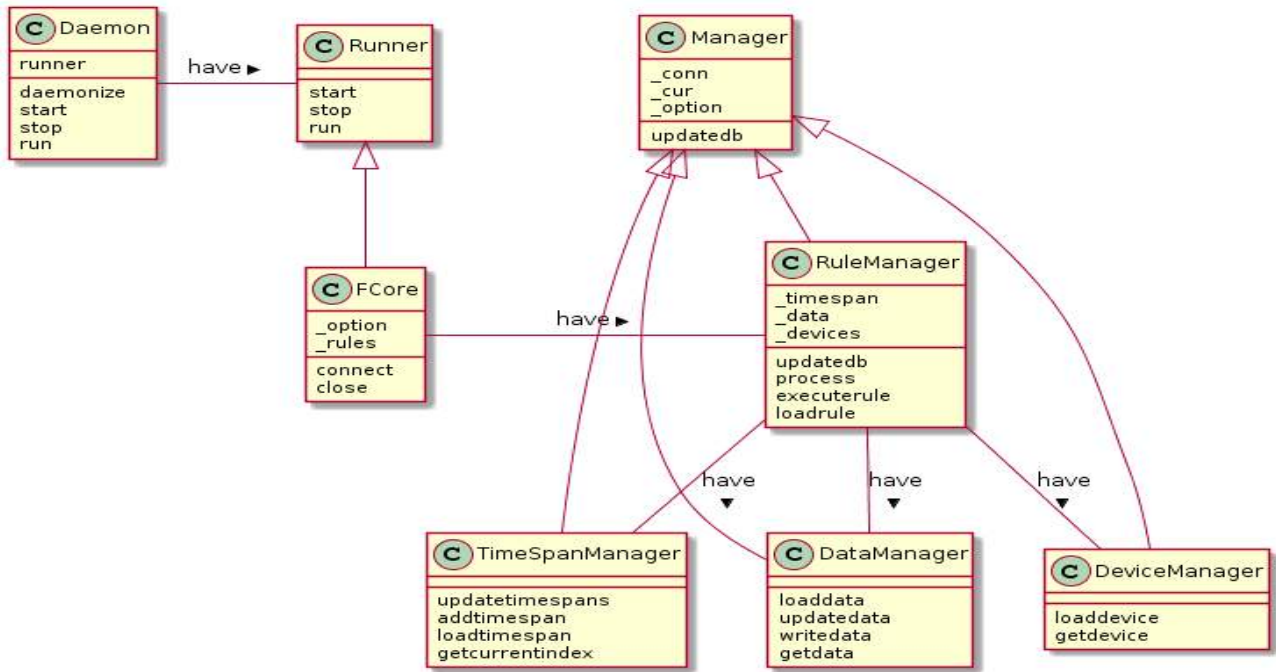 C Daemon
runner
daemonize
start
stop
run
have ►
C Runner
start
stop
run
C Manager
_conn
_cur
_option
updatedb
C FCore
_option
_rules
connect
close
have ►
C RuleManager
_timespan
_data
_devices
updatedb
process
executerule
loadrule
have
▼
have
▼
have
▼
C TimeSpanManager
updatetimespans
addtimespan
loadtimespan
getcurrentindex
C DataManager
loaddata
updatedata
writedata
getdata
C DeviceManager
loaddevice
getdevice